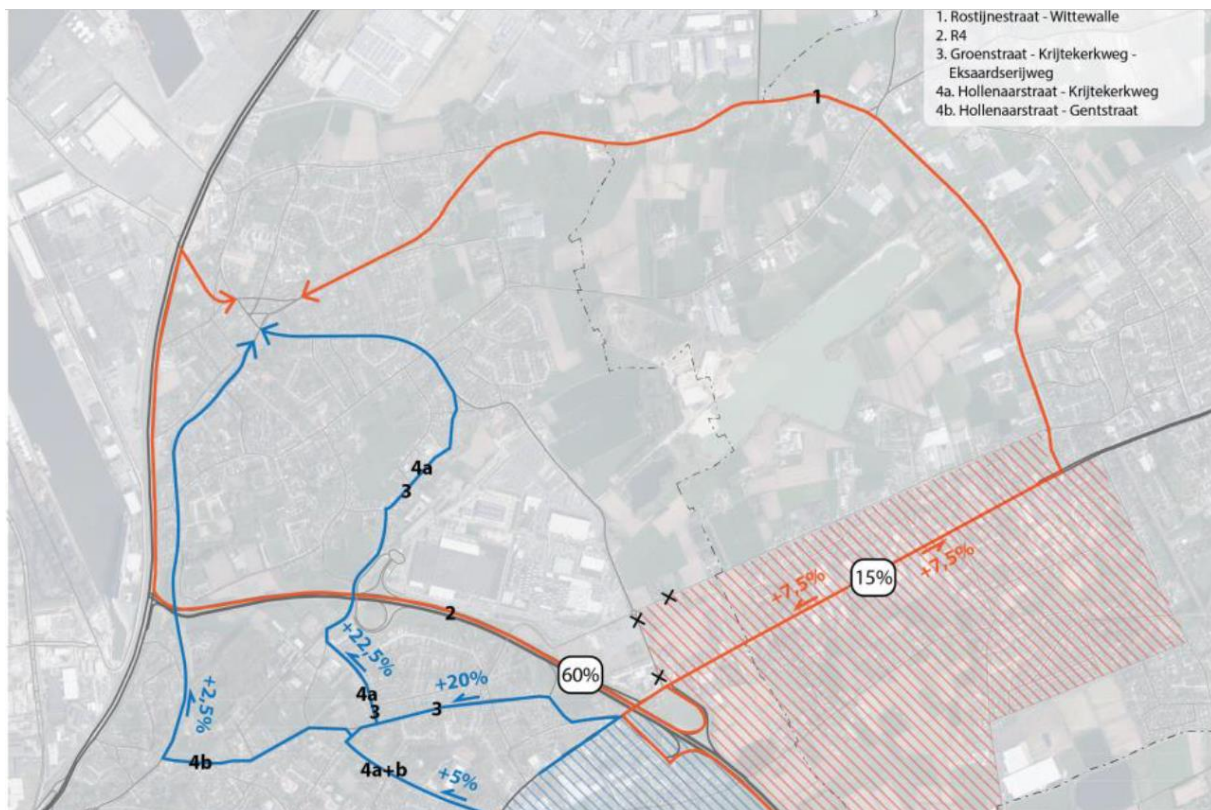 1. Rostijnestraat - Wittewalle
2. R4
3. Groenstraat - Krijtekerkweg -
Eksaardserijweg
4a. Hollenaarstraat - Krijtekerkweg
4b. Hollenaarstraat - Gentstraat
1
4a
3
+7,5%
15%
+7,5%
2
+22,5%
60%
+20%
4a
3
3
+2,5%
4b
4a+b
+5%